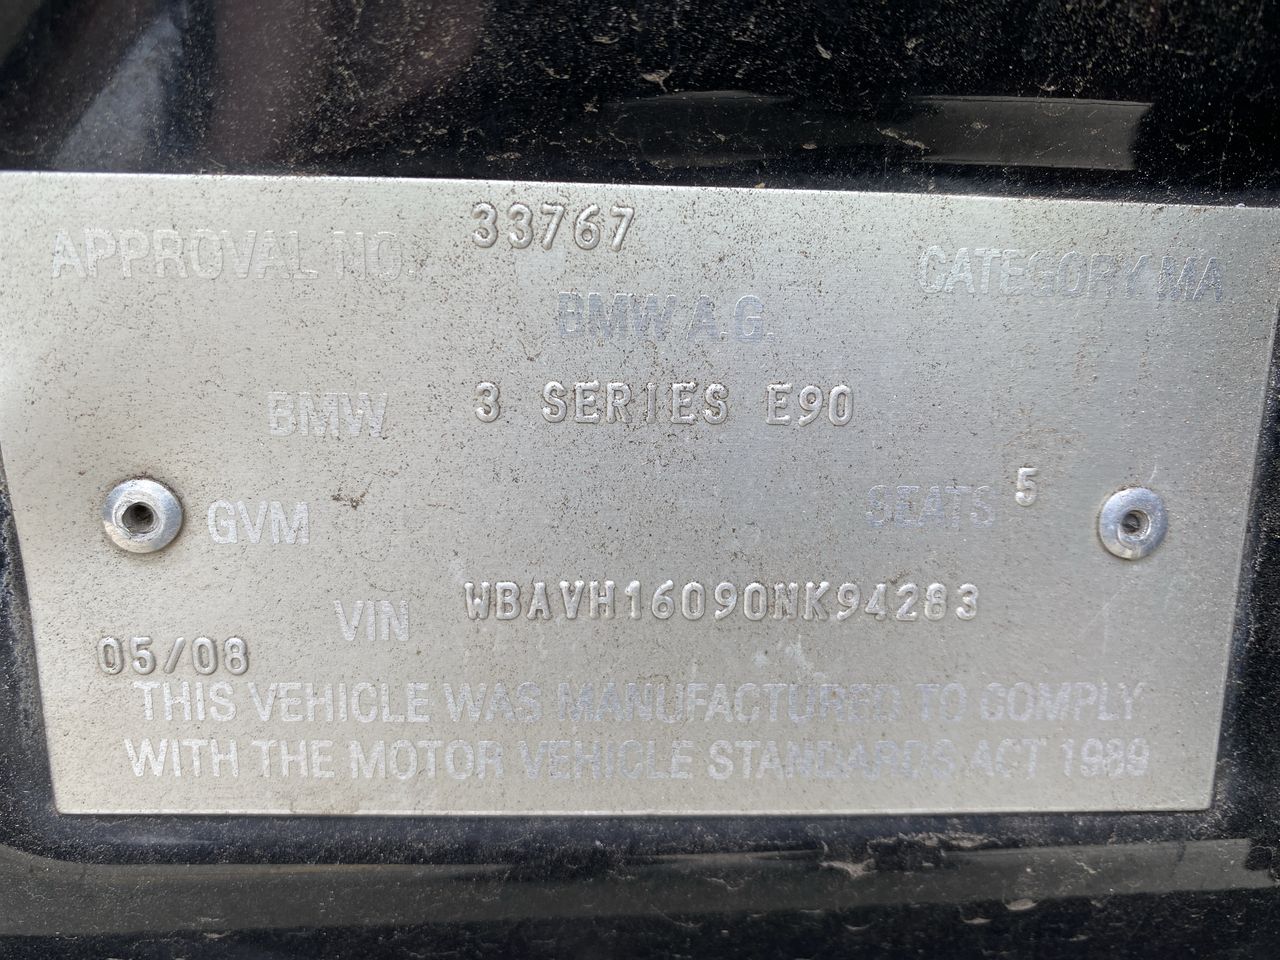 APPROVAL NO. 33767 CATEGORY MA
BMW A.G.
BMW 3 SERIES E90
GVM SEATS 5
VIN WBAVH16090NK94283
05/08
THIS VEHICLE WAS MANUFACTURED TO COMPLY
WITH THE MOTOR VEHICLE STANDARDS ACT 1989